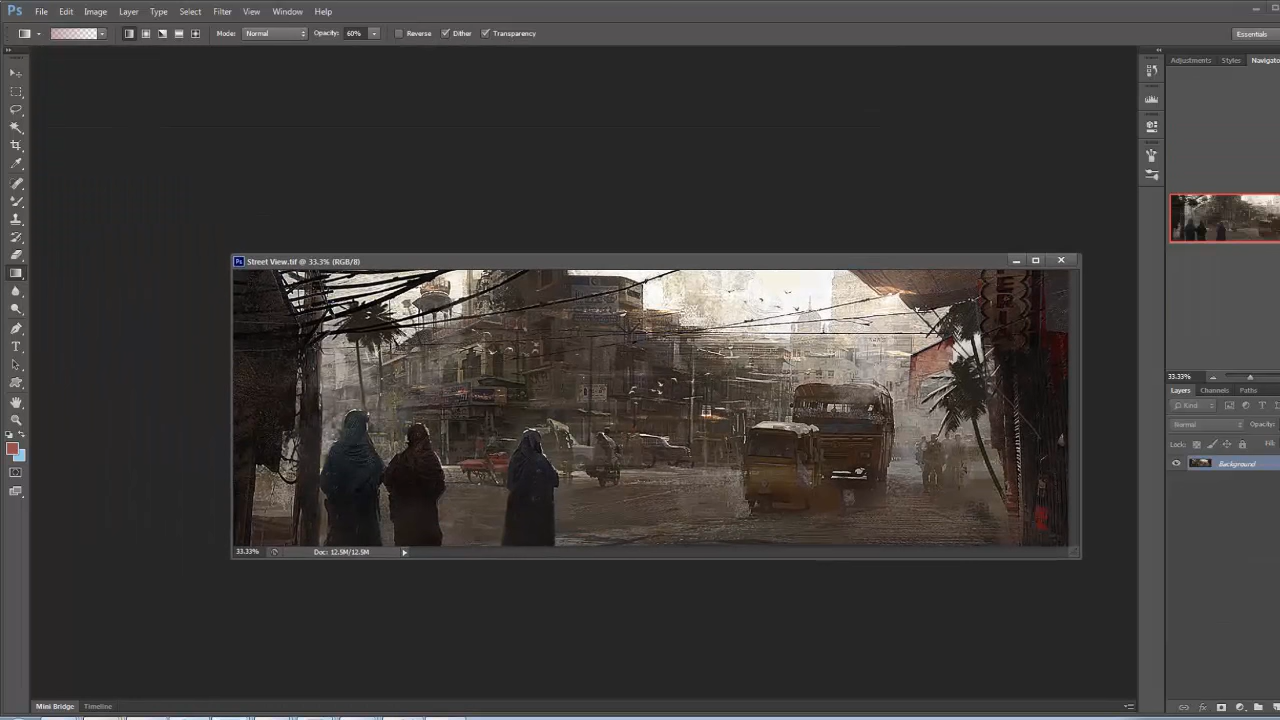 Ps File Edit Image Layer Type Select Filter View Window Help
Mode: Normal Opacity: 60% Reverse Dither Transparency Essentials
Adjustments Styles Navigato
Ps Street View.tif @ 33.3% (RGB/8)
33.33%
Layers Channels Paths
Kind
Normal Opacity:
Lock: Fill
Background
33.33% Doc: 12.5M/12.5M
Mini Bridge Timeline